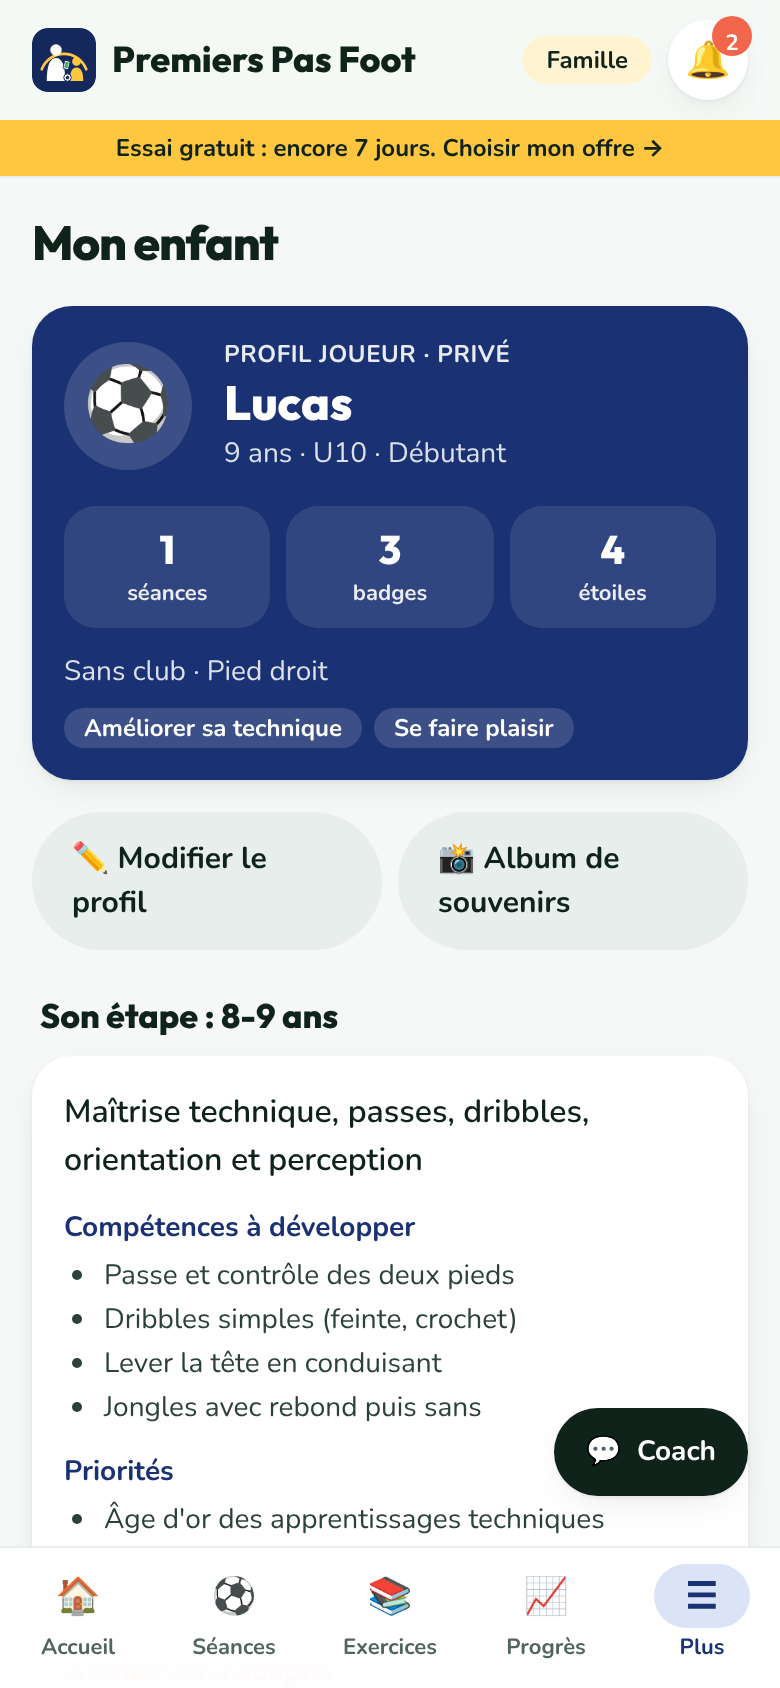 Premiers Pas Foot
Famille
2
Essai gratuit : encore 7 jours. Choisir mon offre →
Mon enfant
PROFIL JOUEUR · PRIVÉ
Lucas
9 ans · U10 · Débutant
1
séances
3
badges
4
étoiles
Sans club · Pied droit
Améliorer sa technique
Se faire plaisir
Modifier le
profil
Album de
souvenirs
Son étape : 8-9 ans
Maîtrise technique, passes, dribbles,
orientation et perception
Compétences à développer
• Passe et contrôle des deux pieds
• Dribbles simples (feinte, crochet)
• Lever la tête en conduisant
• Jongles avec rebond puis sans
Coach
Priorités
• Âge d'or des apprentissages techniques
Accueil
Séances
Exercices
Progrès
Plus